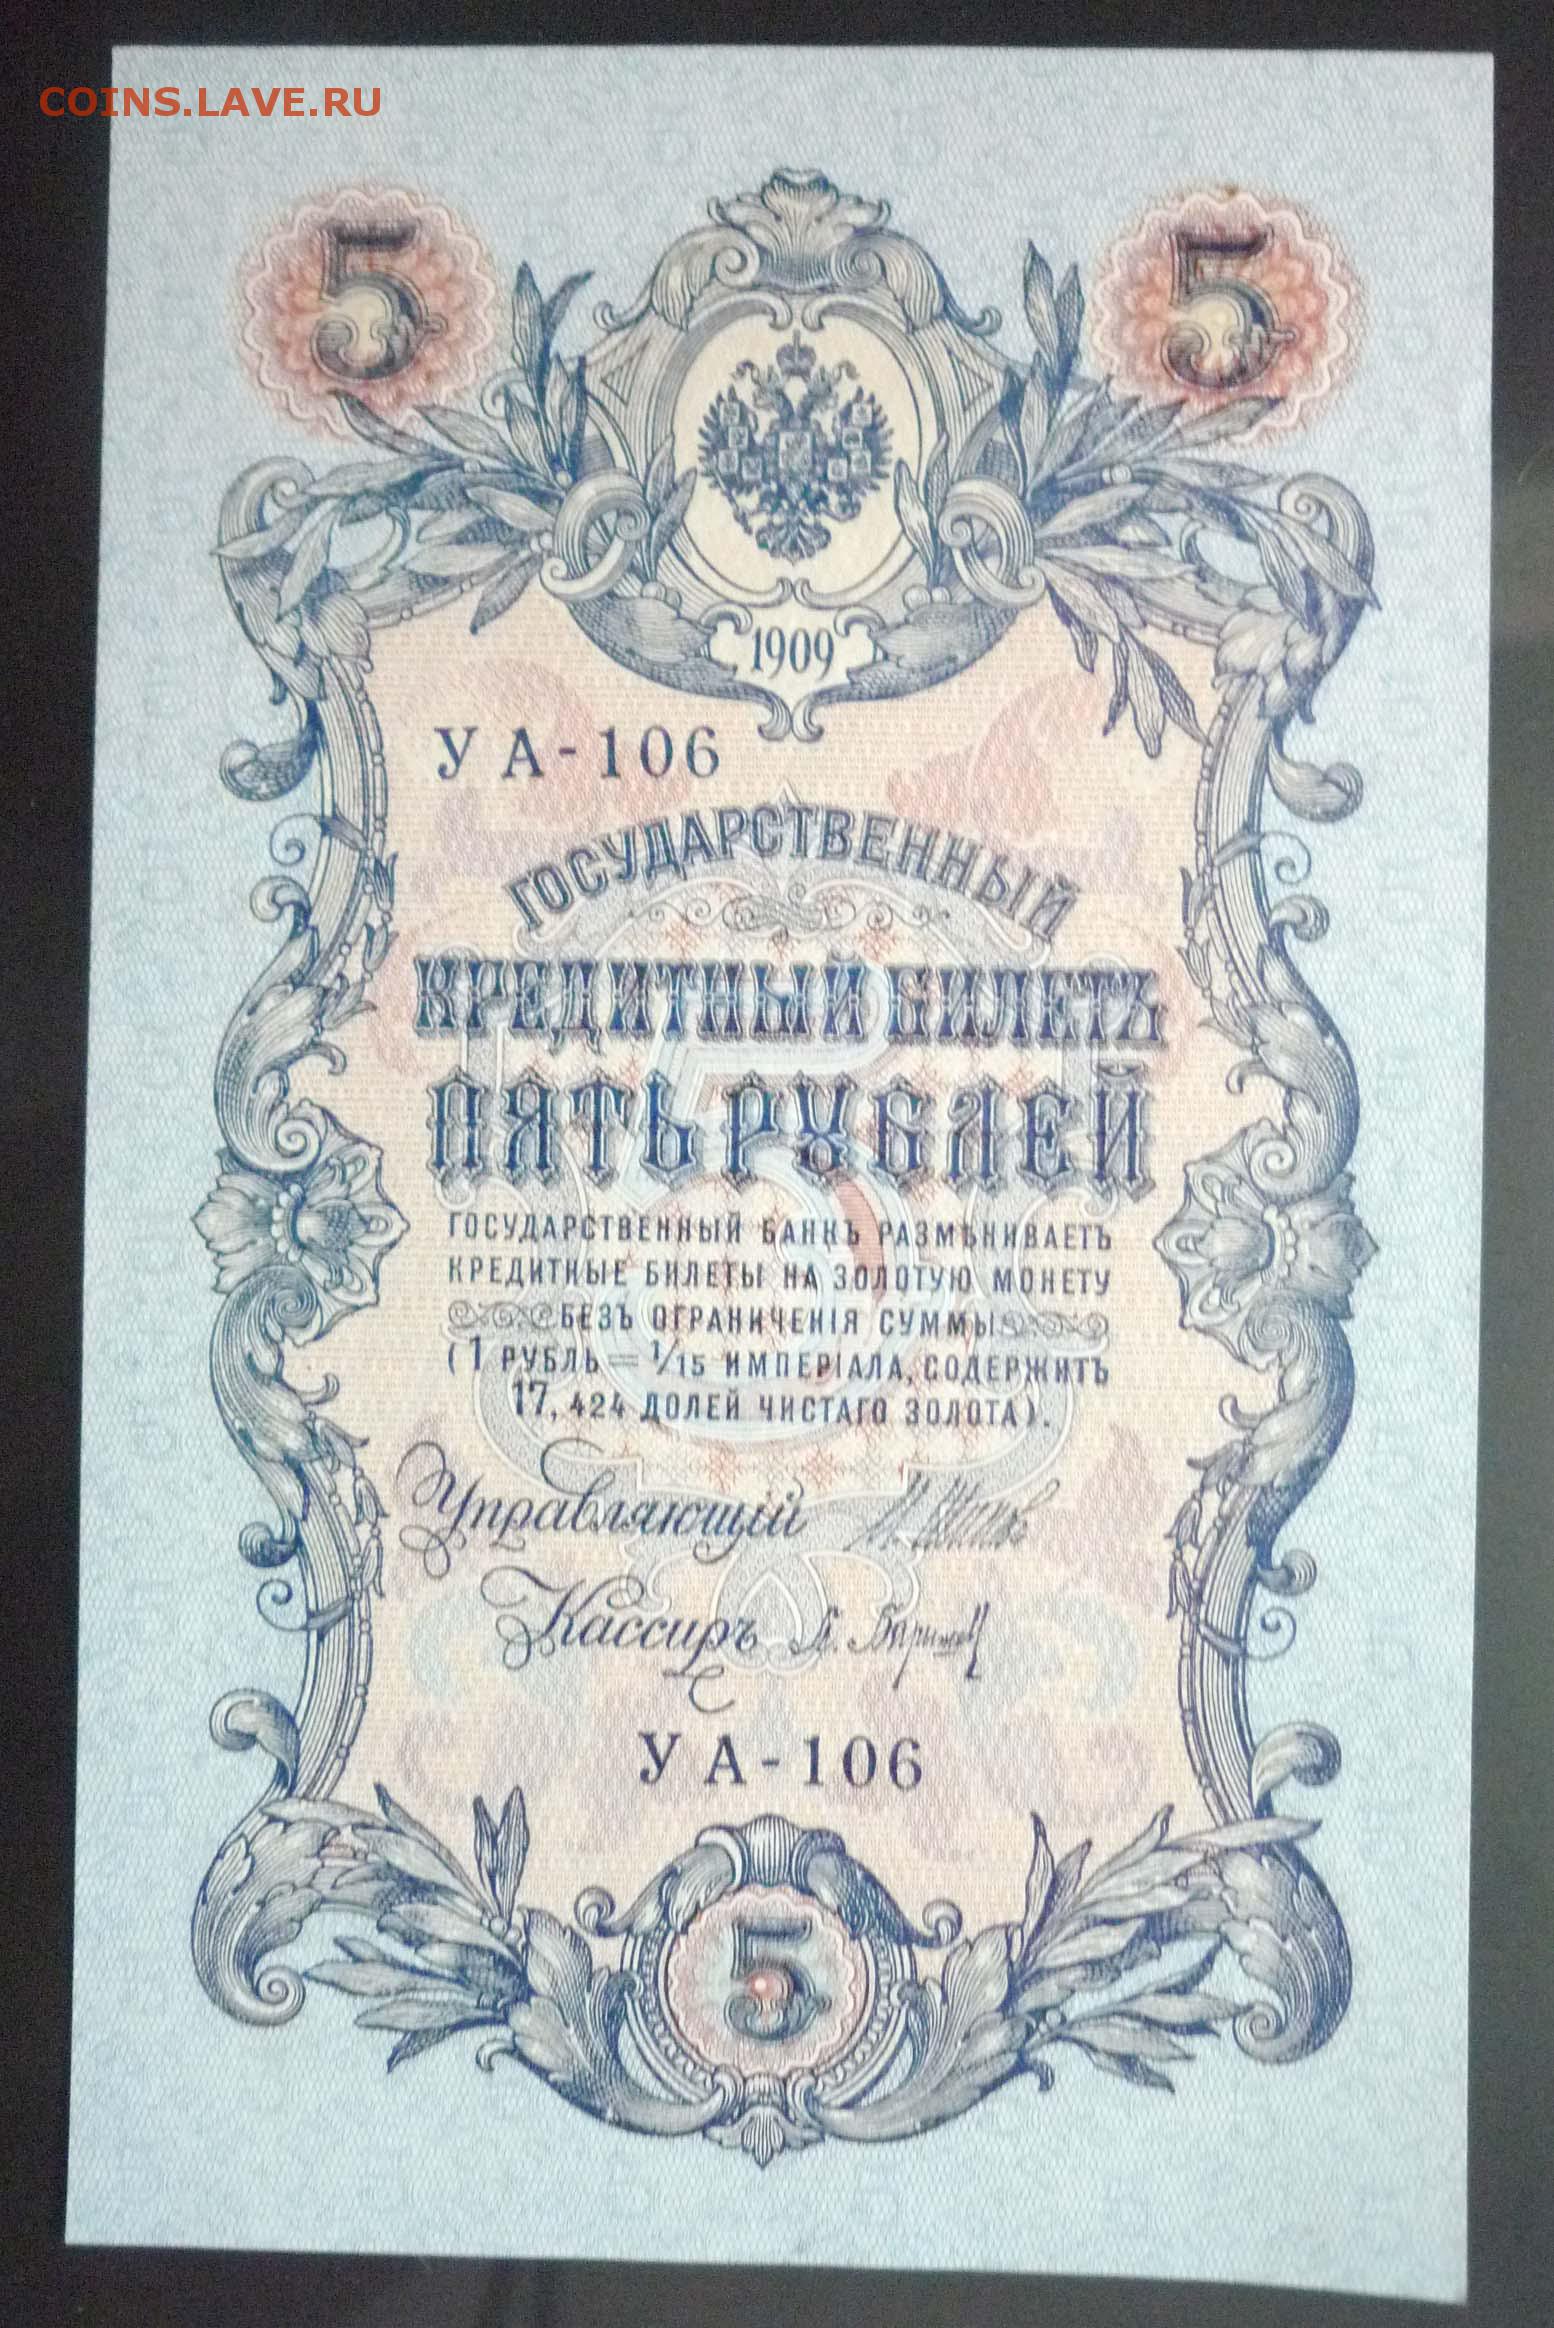 COINS.LAVE.RU
5 5
1909
УА-106
ГОСУДАРСТВЕННЫЙ
КРЕДИТНЫЙ БИЛЕТЪ
ПЯТЬ РУБЛЕЙ
ГОСУДАРСТВЕННЫЙ БАНКЪ РАЗМѢНИВАЕТЪ
КРЕДИТНЫЕ БИЛЕТЫ НА ЗОЛОТУЮ МОНЕТУ
БЕЗЪ ОГРАНИЧЕНІЯ СУММЫ
(1 РУБЛЬ = 1/15 ИМПЕРІАЛА, СОДЕРЖИТЪ
17,424 ДОЛЕЙ ЧИСТАГО ЗОЛОТА).
Управляющій
Кассиръ
УА-106
5